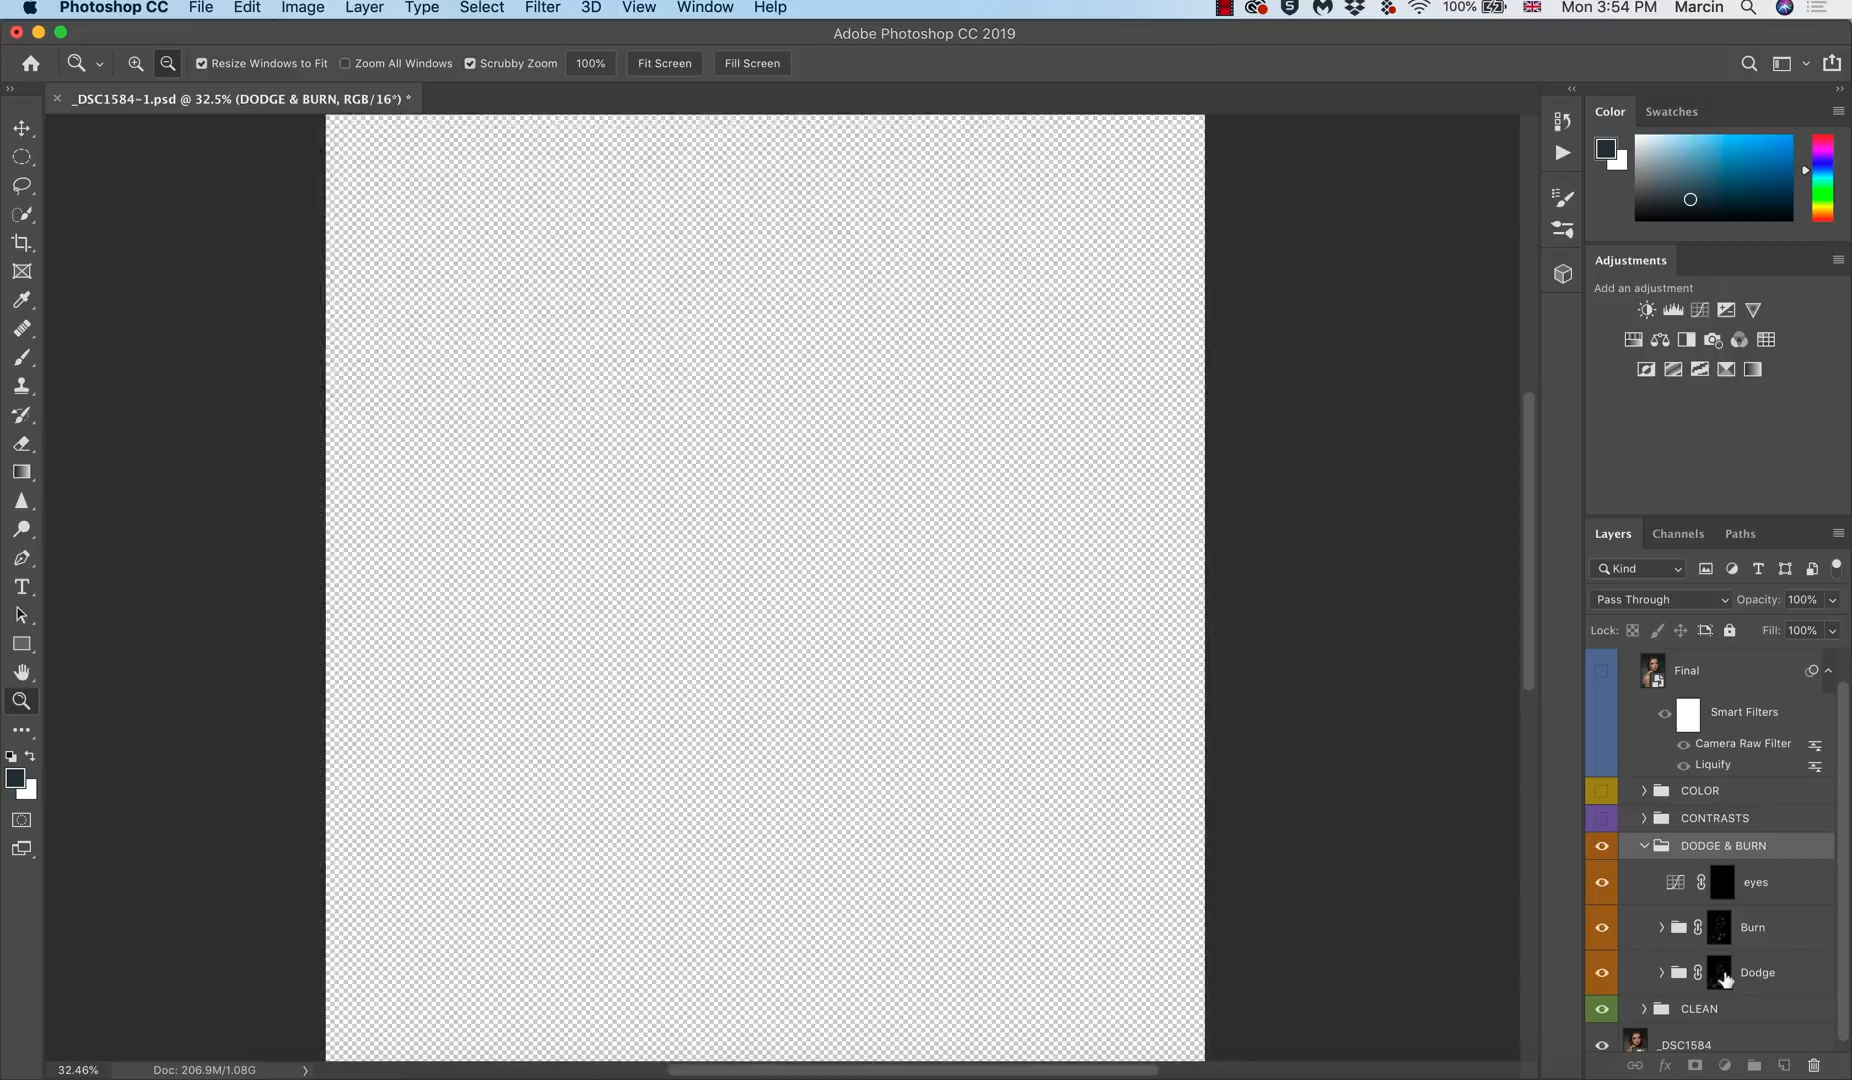 Photoshop CC File Edit Image Layer Type Select Filter 3D View Window Help 100% Mon 3:54 PM Marcin
Adobe Photoshop CC 2019
Resize Windows to Fit Zoom All Windows Scrubby Zoom 100% Fit Screen Fill Screen
_DSC1584-1.psd @ 32.5% (DODGE & BURN, RGB/16*) *
Color Swatches
Adjustments
Add an adjustment
Layers Channels Paths
Kind
Pass Through Opacity: 100%
Lock: Fill: 100%
Final
Smart Filters
Camera Raw Filter
Liquify
COLOR
CONTRASTS
DODGE & BURN
eyes
Burn
Dodge
CLEAN
_DSC1584
32.46% Doc: 206.9M/1.08G